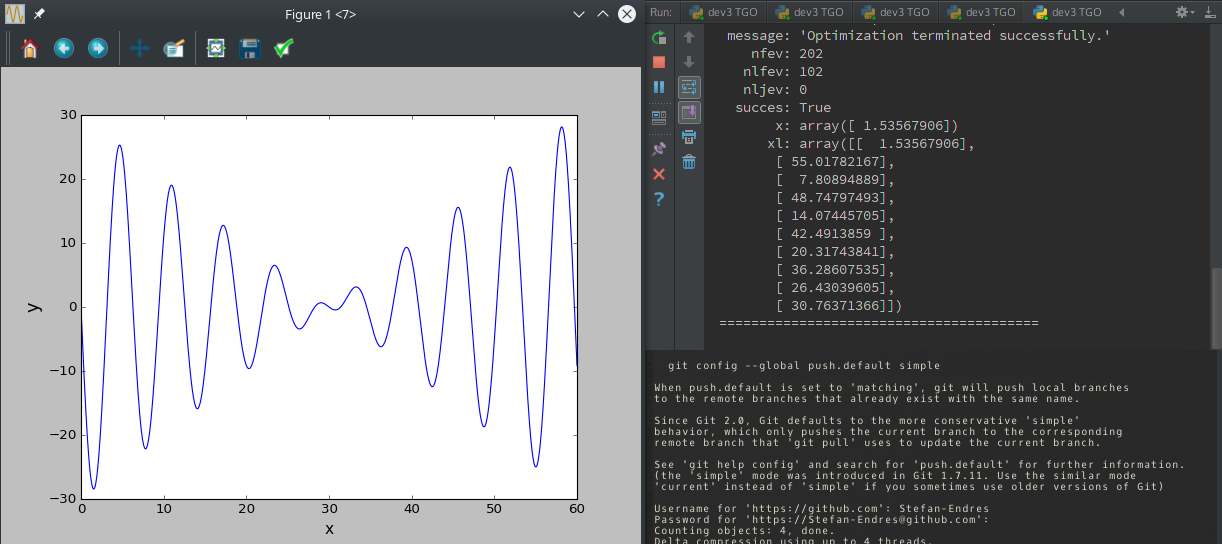 Figure 1 <7>
30
20
10
0
−10
−20
−30
0 10 20 30 40 50 60
y
x
Run: dev3 TGO dev3 TGO dev3 TGO dev3 TGO dev3 TGO
message: 'Optimization terminated successfully.'
nfev: 202
nlfev: 102
nljev: 0
succes: True
x: array([ 1.53567906])
xl: array([[  1.53567906],
[ 55.01782167],
[  7.80894889],
[ 48.74797493],
[ 14.07445705],
[ 42.4913859 ],
[ 20.31743841],
[ 36.28607535],
[ 26.43039605],
[ 30.76371366]])
========================================
git config --global push.default simple
When push.default is set to 'matching', git will push local branches
to the remote branches that already exist with the same name.
Since Git 2.0, Git defaults to the more conservative 'simple'
behavior, which only pushes the current branch to the corresponding
remote branch that 'git pull' uses to update the current branch.
See 'git help config' and search for 'push.default' for further information.
(the 'simple' mode was introduced in Git 1.7.11. Use the similar mode
'current' instead of 'simple' if you sometimes use older versions of Git)
Username for 'https://github.com': Stefan-Endres
Password for 'https://Stefan-Endres@github.com':
Counting objects: 4, done.
Delta compression using up to 4 threads.